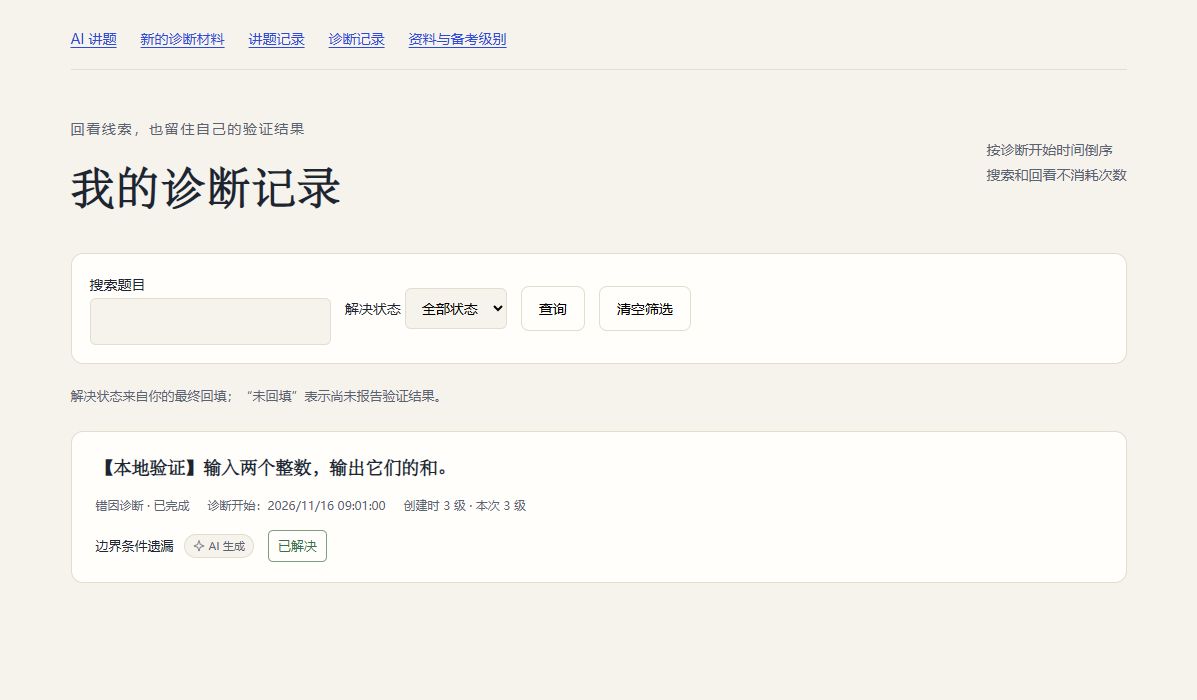 AI 讲题 新的诊断材料 讲题记录 诊断记录 资料与备考级别
回看线索，也留住自己的验证结果
我的诊断记录
按诊断开始时间倒序
搜索和回看不消耗次数
搜索题目
解决状态 全部状态 查询 清空筛选
解决状态来自你的最终回填；“未回填”表示尚未报告验证结果。
【本地验证】输入两个整数，输出它们的和。
错因诊断 · 已完成 诊断开始：2026/11/16 09:01:00 创建时 3 级 · 本次 3 级
边界条件遗漏 AI 生成 已解决